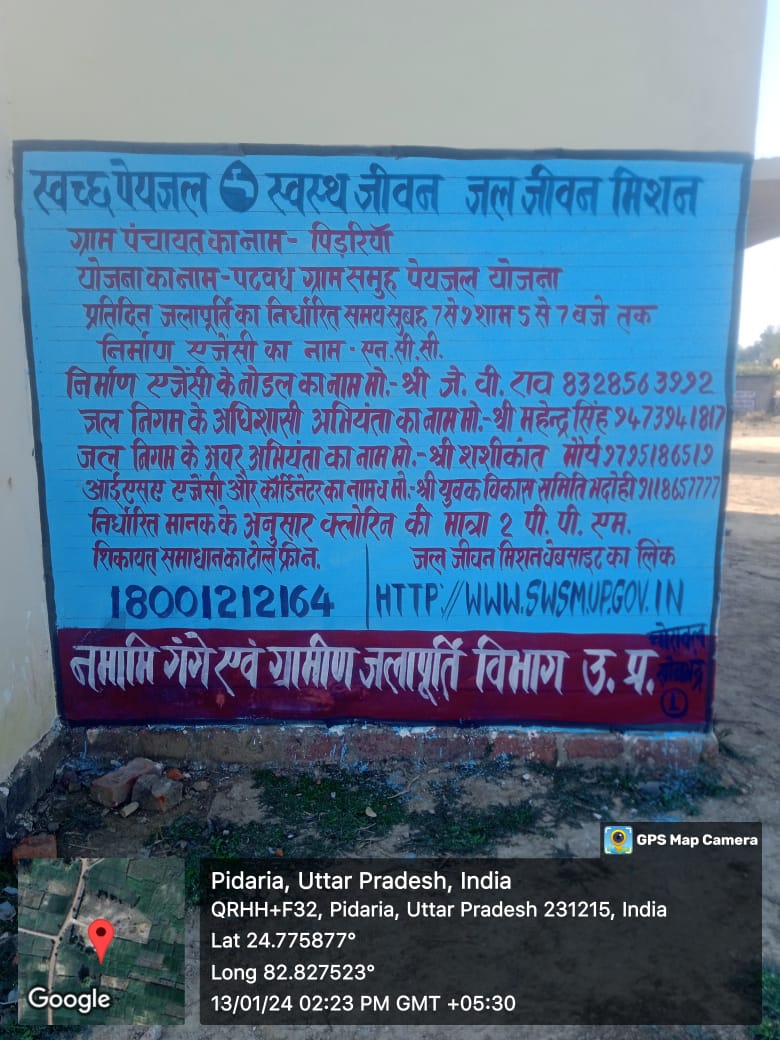 स्वच्छ पेयजल स्वस्थ जीवन जल जीवन मिशन
ग्राम पंचायत का नाम - पिड़रियाँ
योजना का नाम - पटवध ग्राम समुह पेयजल योजना
प्रतिदिन जलापूर्ति का निर्धारित समय सुबह 7 से 9 शाम 5 से 7 बजे तक
निर्माण एजेंसी का नाम - एन.सी.सी.
निर्माण एजेंसी के नोडल का नाम मो.- श्री जे. वी. राव 8328563992
जल निगम के अधिशासी अभियंता का नाम मो.- श्री महेन्द्र सिंह 9473941817
जल निगम के अवर अभियंता का नाम मो.- श्री शशीकांत मौर्य 9795186519
आईएसए एजेंसी और कॉर्डिनेटर का नाम व मो.- श्री युवक विकास समिति भदोही 9118657777
निर्धारित मानक के अनुसार क्लोरिन की मात्रा 2 पी. पी. एम.
शिकायत समाधान का टोल फ्री न. जल जीवन मिशन वेबसाइट का लिंक
18001212164 HTTP://WWW.SWSM.UP.GOV.IN
नमामि गंगे एवं ग्रामीण जलापूर्ति विभाग उ. प्र.
सोनभद्र
1
GPS Map Camera
Pidaria, Uttar Pradesh, India
QRHH+F32, Pidaria, Uttar Pradesh 231215, India
Lat 24.775877°
Long 82.827523°
13/01/24 02:23 PM GMT +05:30
Google